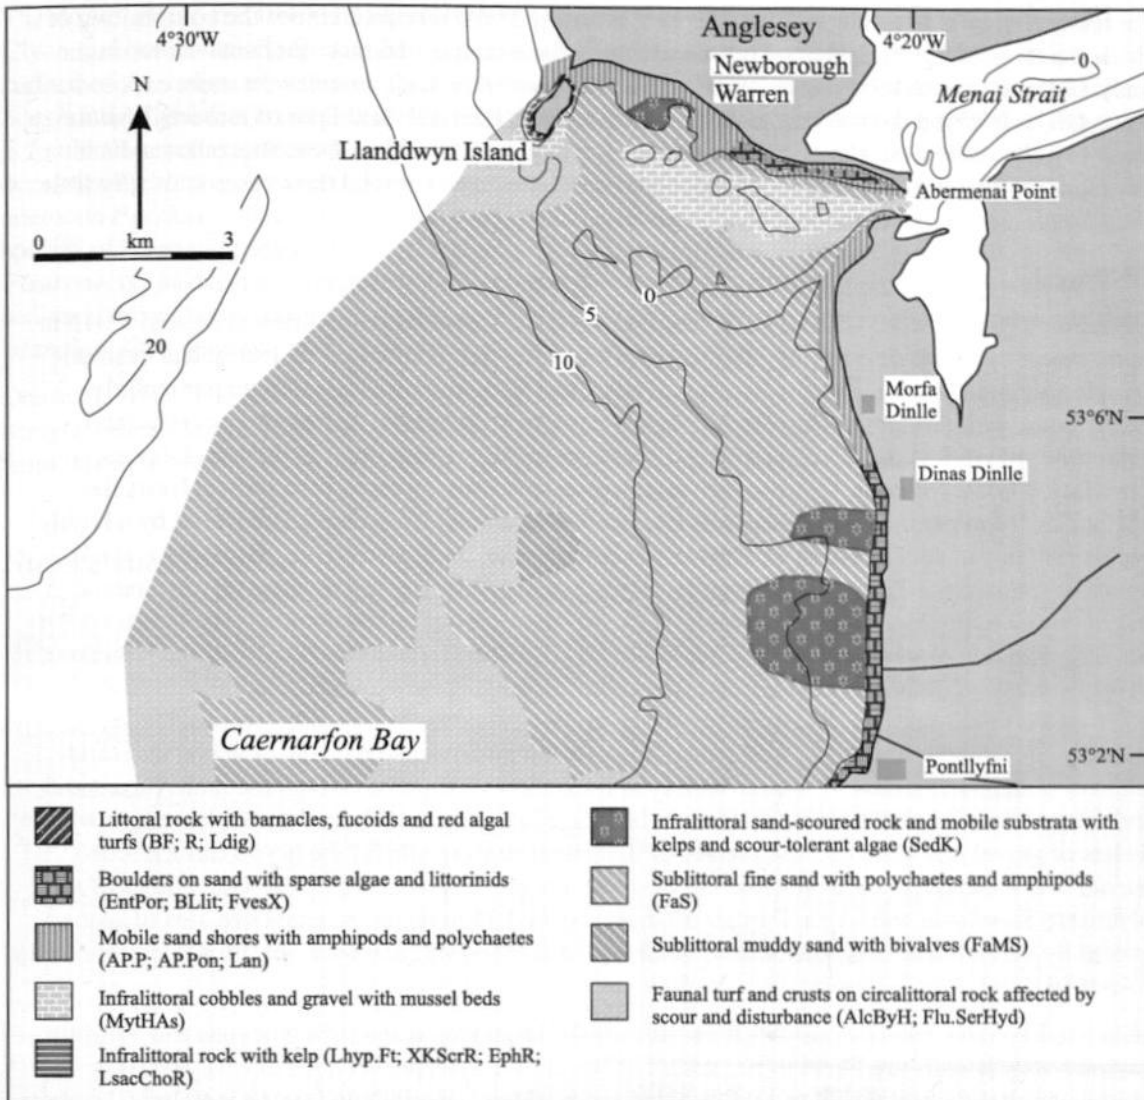 4°30'W
Anglesey
4°20'W
0
N
Newborough
Warren
Menai Strait
Llanddwyn Island
Abermenai Point
0 km 3
0
5
20
10
Morfa
Dinlle
53°6'N
Dinas Dinlle
Caernarfon Bay
53°2'N
Pontllyfni
Littoral rock with barnacles, fucoids and red algal
turfs (BF; R; Ldig)
Boulders on sand with sparse algae and littorinids
(EntPor; BLlit; FvesX)
Mobile sand shores with amphipods and polychaetes
(AP.P; AP.Pon; Lan)
Infralittoral cobbles and gravel with mussel beds
(MytHAs)
Infralittoral rock with kelp (Lhyp.Ft; XKScrR; EphR;
LsacChoR)
Infralittoral sand-scoured rock and mobile substrata with
kelps and scour-tolerant algae (SedK)
Sublittoral fine sand with polychaetes and amphipods
(FaS)
Sublittoral muddy sand with bivalves (FaMS)
Faunal turf and crusts on circalittoral rock affected by
scour and disturbance (AlcByH; Flu.SerHyd)